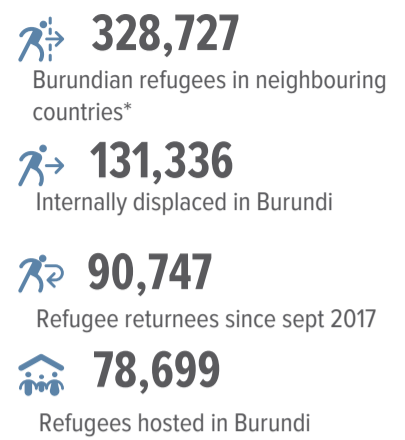 328,727
Burundian refugees in neighbouring
countries*
131,336
Internally displaced in Burundi
90,747
Refugee returnees since sept 2017
78,699
Refugees hosted in Burundi